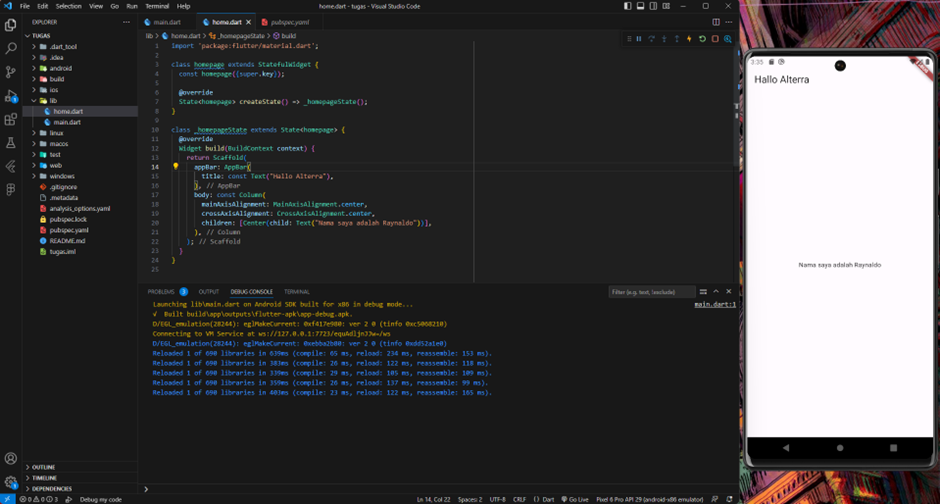 File Edit Selection View Go Run Terminal Help
home.dart - tugas - Visual Studio Code
EXPLORER
TUGAS
.dart_tool
.idea
android
build
ios
lib
home.dart
main.dart
linux
macos
test
web
windows
.gitignore
.metadata
analysis_options.yaml
pubspec.lock
pubspec.yaml
README.md
tugas.iml
OUTLINE
TIMELINE
DEPENDENCIES
main.dart home.dart pubspec.yaml
lib > home.dart > _homepageState > build
1 import 'package:flutter/material.dart';
2
3 class homepage extends StatefulWidget {
4 const homepage({super.key});
5
6 @override
7 State<homepage> createState() => _homepageState();
8 }
9
10 class _homepageState extends State<homepage> {
11 @override
12 Widget build(BuildContext context) {
13 return Scaffold(
14 appBar: AppBar(
15 title: const Text("Hallo Alterra"),
16 ), // AppBar
17 body: const Column(
18 mainAxisAlignment: MainAxisAlignment.center,
19 crossAxisAlignment: CrossAxisAlignment.center,
20 children: [Center(child: Text("Nama saya adalah Raynaldo"))],
21 ), // Column
22 ); // Scaffold
23 }
24 }
25
PROBLEMS 3 OUTPUT DEBUG CONSOLE TERMINAL
Filter (e.g. text, !exclude)
Launching lib\main.dart on Android SDK built for x86 in debug mode...
main.dart:1
√ Built build\app\outputs\flutter-apk\app-debug.apk.
D/EGL_emulation(28244): eglMakeCurrent: 0xf417e980: ver 2 0 (tinfo 0xc5068210)
Connecting to VM Service at ws://127.0.0.1:7723/equAdljnJJw=/ws
D/EGL_emulation(28244): eglMakeCurrent: 0xebba2b80: ver 2 0 (tinfo 0xdd52a1e0)
Reloaded 1 of 690 libraries in 639ms (compile: 65 ms, reload: 234 ms, reassemble: 153 ms).
Reloaded 1 of 690 libraries in 383ms (compile: 26 ms, reload: 122 ms, reassemble: 118 ms).
Reloaded 1 of 690 libraries in 339ms (compile: 29 ms, reload: 105 ms, reassemble: 109 ms).
Reloaded 1 of 690 libraries in 359ms (compile: 26 ms, reload: 137 ms, reassemble: 99 ms).
Reloaded 1 of 690 libraries in 403ms (compile: 23 ms, reload: 122 ms, reassemble: 165 ms).
0 0 3 Debug my code
Ln 14, Col 22 Spaces: 2 UTF-8 CRLF {} Dart Go Live Pixel 6 Pro API 29 (android-x86 emulator)
3:35
Hallo Alterra
Nama saya adalah Raynaldo